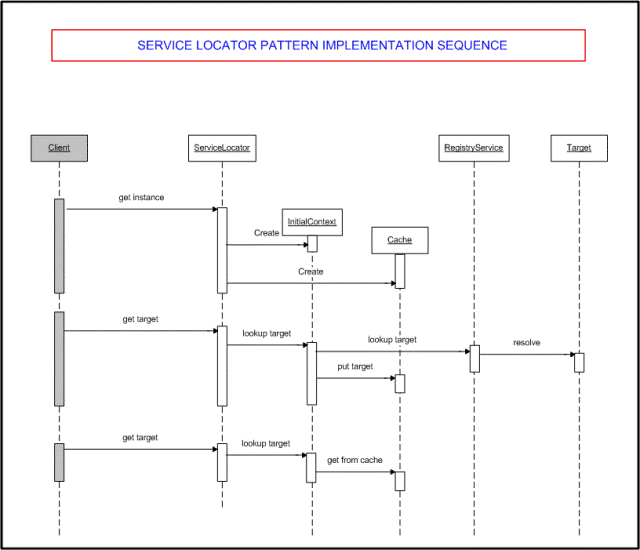 SERVICE LOCATOR PATTERN IMPLEMENTATION SEQUENCE
Client
ServiceLocator
RegistryService
Target
get instance
InitialContext
Create
Cache
Create
get target
lookup target
lookup target
resolve
put target
get target
lookup target
get from cache